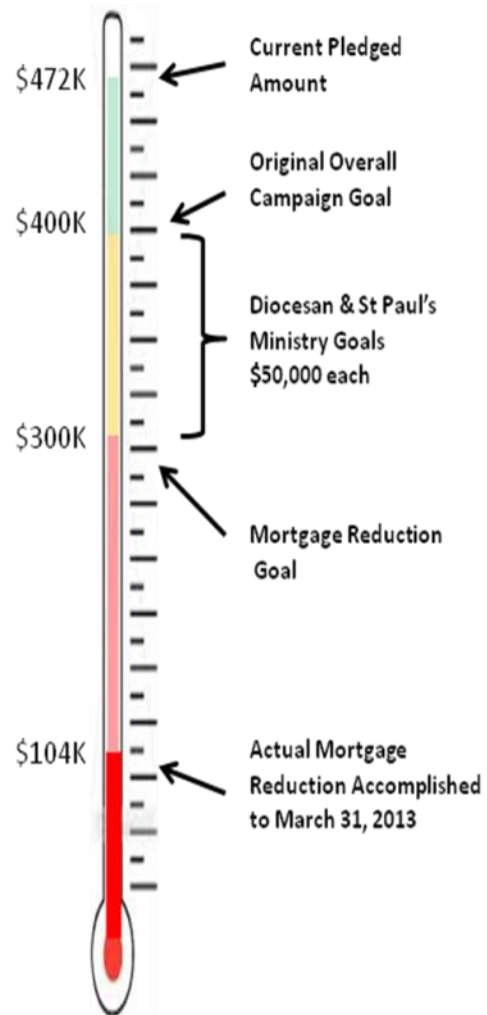 $472K
Current Pledged
Amount
Original Overall
Campaign Goal
$400K
Diocesan & St Paul's
Ministry Goals
$50,000 each
$300K
Mortgage Reduction
Goal
$104K
Actual Mortgage
Reduction Accomplished
to March 31, 2013